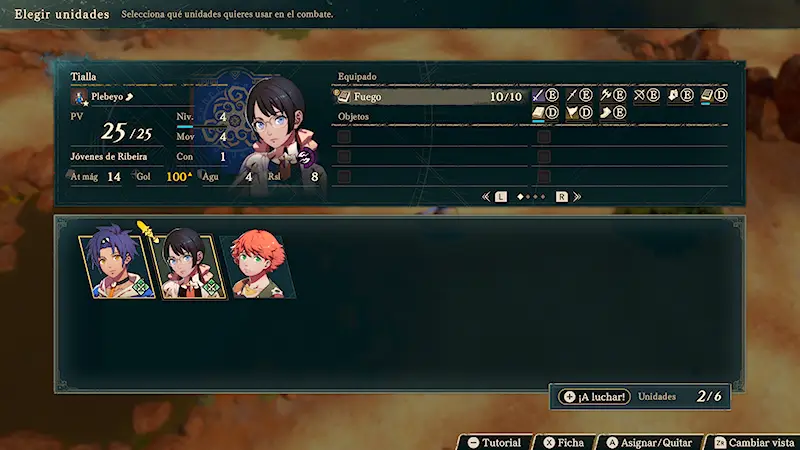 Elegir unidades Selecciona qué unidades quieres usar en el combate.
Tialla
Plebeyo
PV 25/25
Niv. 4
Mov 4
Jóvenes de Ribeira Con 1
At mág 14 Gol 100 Agu 4 Rsl 8
Equipado
Fuego 10/10
E E E E E D
D D E
Objetos
L R
¡A luchar! Unidades 2/6
Tutorial X Ficha A Asignar/Quitar ZR Cambiar vista